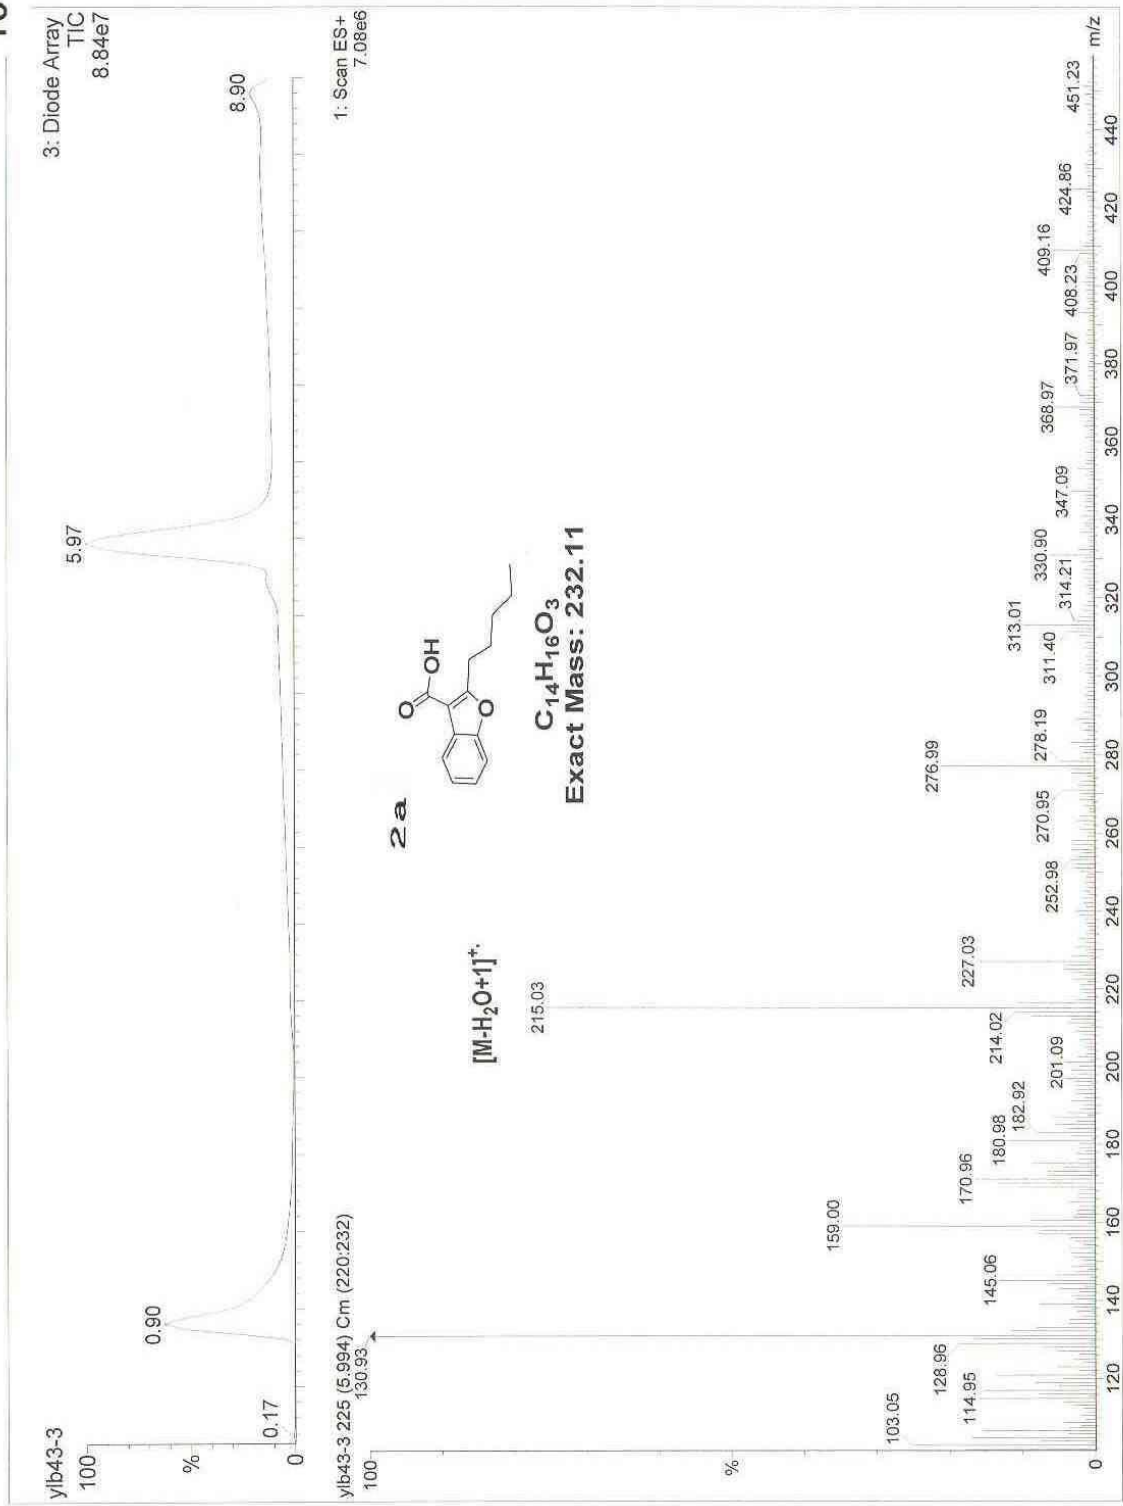 ylb43-3
3: Diode Array
TIC
8.84e7
100
%
0
0.17
0.90
5.97
8.90
ylb43-3 225 (5.994) Cm (220:232)
1: Scan ES+
7.08e6
100
%
0
130.93
103.05
114.95
128.96
145.06
159.00
170.96
180.98
182.92
201.09
214.02
215.03
227.03
252.98
270.95
276.99
278.19
311.40
313.01
314.21
330.90
347.09
368.97
371.97
408.23
409.16
424.86
451.23
[M-H2O+1]+.
2a
O
OH
O
C14H16O3
Exact Mass: 232.11
120 140 160 180 200 220 240 260 280 300 320 340 360 380 400 420 440
m/z